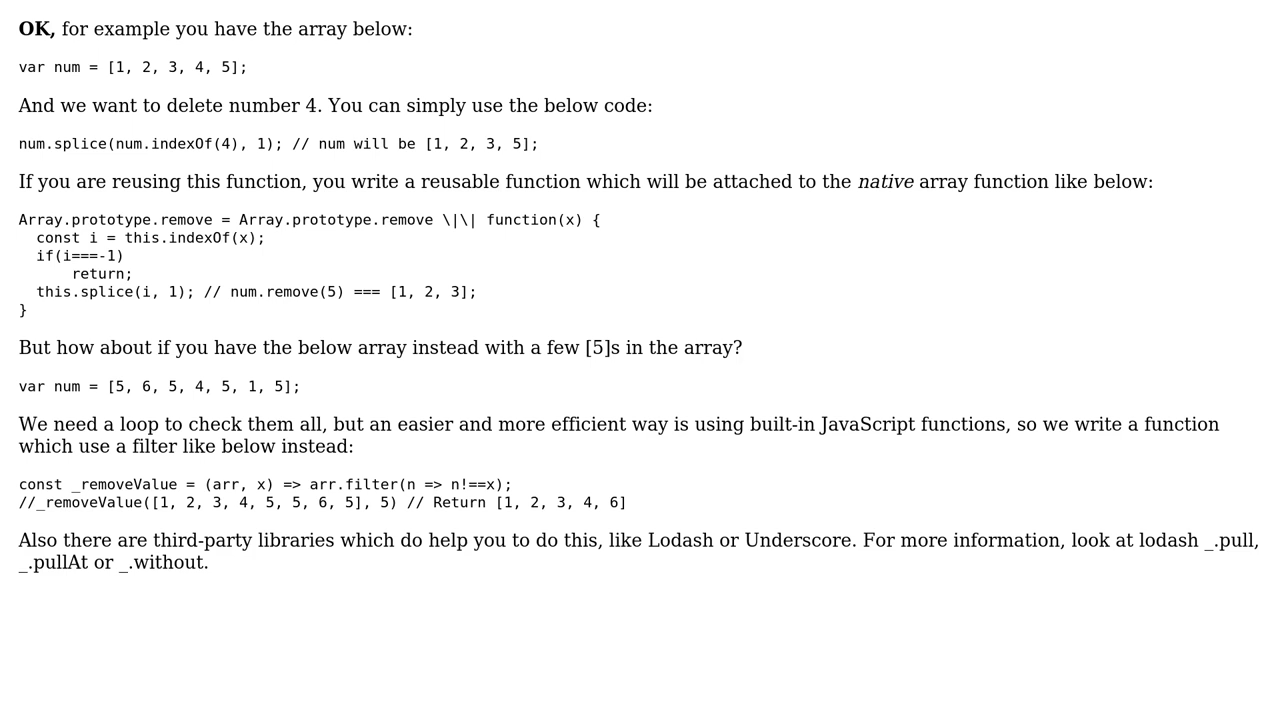 OK, for example you have the array below:
var num = [1, 2, 3, 4, 5];
And we want to delete number 4. You can simply use the below code:
num.splice(num.indexOf(4), 1); // num will be [1, 2, 3, 5];
If you are reusing this function, you write a reusable function which will be attached to the native array function like below:
Array.prototype.remove = Array.prototype.remove \|\| function(x) {
  const i = this.indexOf(x);
  if(i===-1)
      return;
  this.splice(i, 1); // num.remove(5) === [1, 2, 3];
}
But how about if you have the below array instead with a few [5]s in the array?
var num = [5, 6, 5, 4, 5, 1, 5];
We need a loop to check them all, but an easier and more efficient way is using built-in JavaScript functions, so we write a function
which use a filter like below instead:
const _removeValue = (arr, x) => arr.filter(n => n!==x);
//_removeValue([1, 2, 3, 4, 5, 5, 6, 5], 5) // Return [1, 2, 3, 4, 6]
Also there are third-party libraries which do help you to do this, like Lodash or Underscore. For more information, look at lodash _.pull,
_.pullAt or _.without.